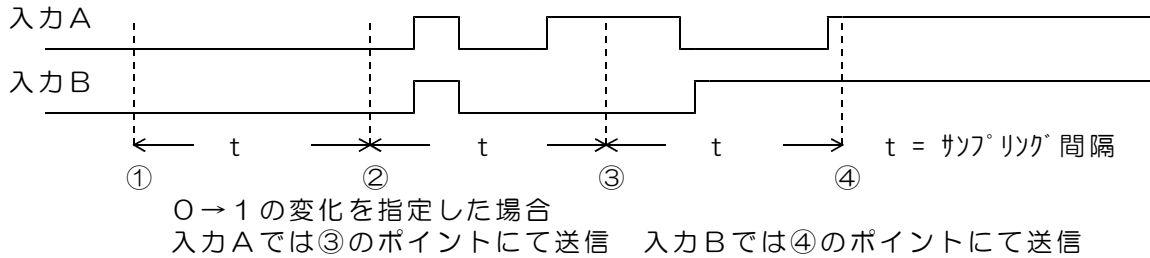 入力A
入力B
t t t t = ｻﾝﾌﾟﾘﾝｸﾞ間隔
① ② ③ ④
０→１の変化を指定した場合
入力Aでは③のポイントにて送信　入力Bでは④のポイントにて送信